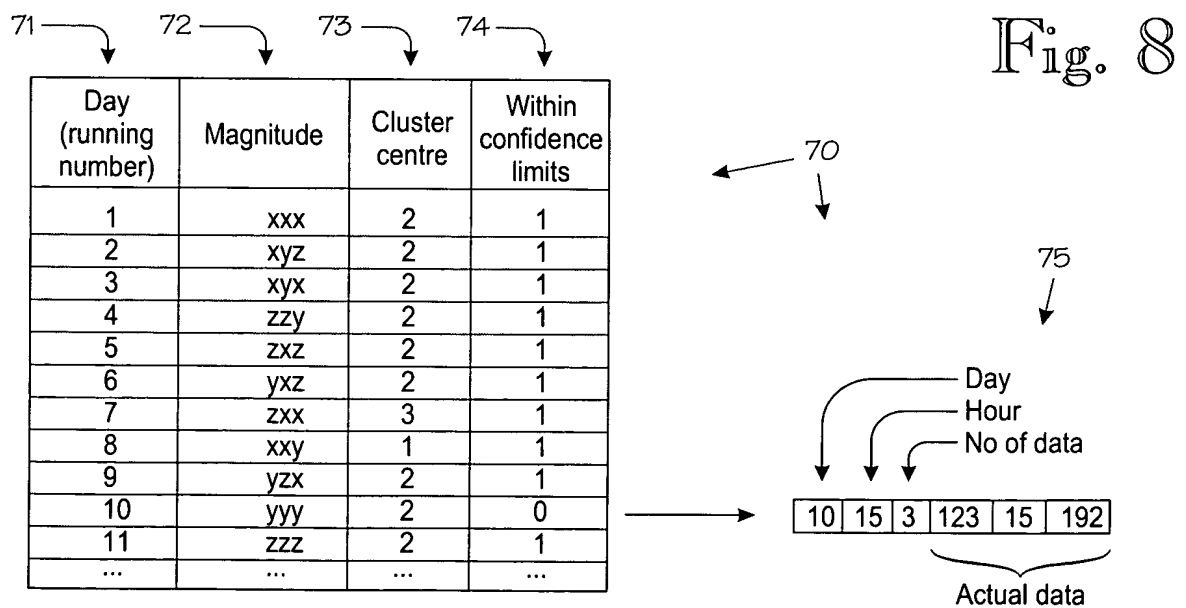 71 72 73 74
Fig. 8
Day (running number) Magnitude Cluster centre Within confidence limits
1 xxx 2 1
2 xyz 2 1
3 xyx 2 1
4 zzy 2 1
5 zxz 2 1
6 yxz 2 1
7 zxx 3 1
8 xxy 1 1
9 yzx 2 1
10 yyy 2 0
11 zzz 2 1
... ... ... ...
70
75
Day
Hour
No of data
10 15 3 123 15 192
Actual data